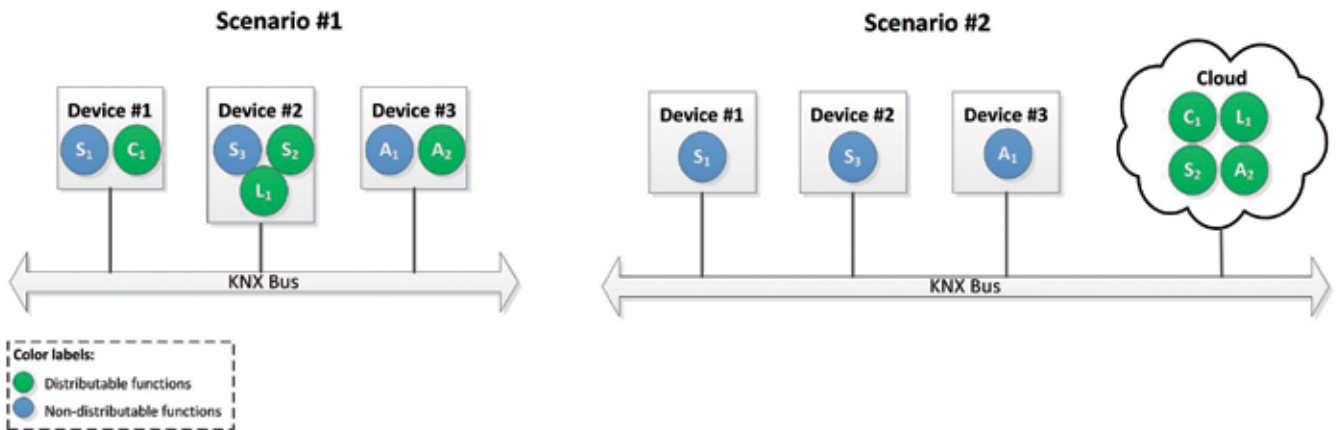 Scenario #1
Device #1
S1
C1
Device #2
S3
S2
L1
Device #3
A1
A2
KNX Bus
Color labels:
Distributable functions
Non-distributable functions
Scenario #2
Device #1
S1
Device #2
S3
Device #3
A1
Cloud
C1
L1
S2
A2
KNX Bus